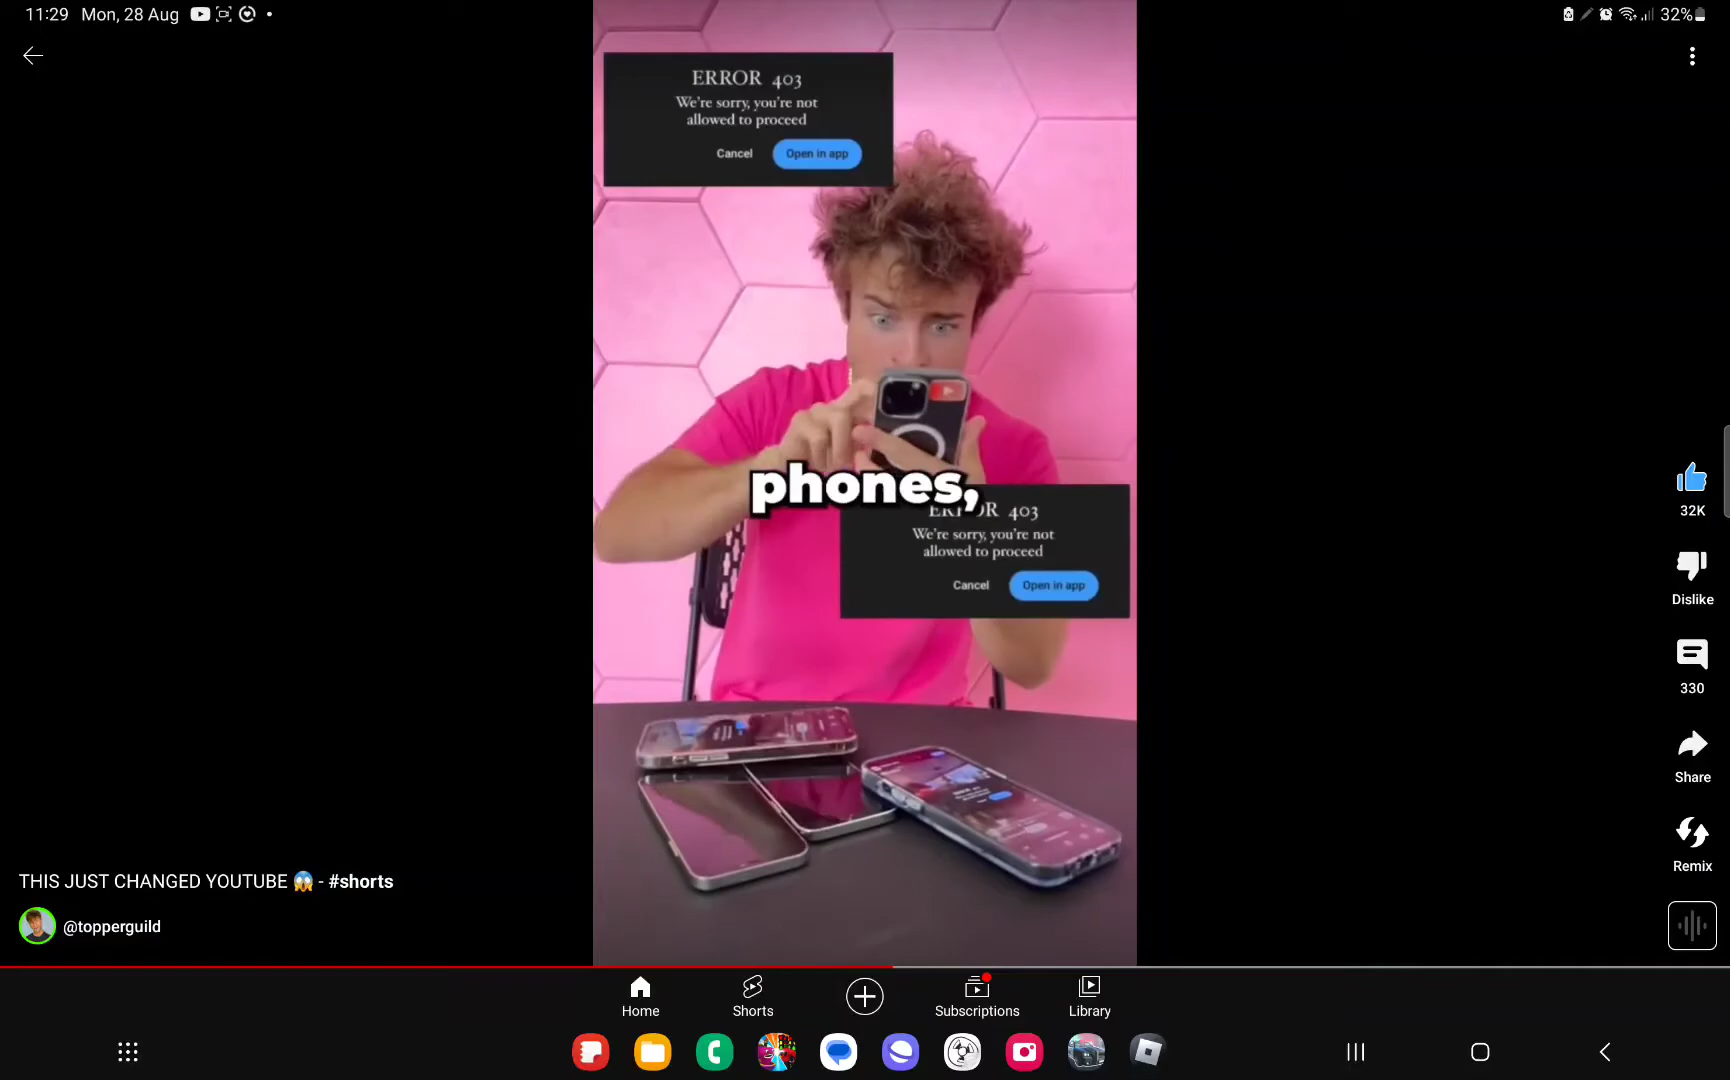 11:29 Mon, 28 Aug
32%
ERROR 403
We're sorry, you're not
allowed to proceed
Cancel Open in app
phones,
403
We're sorry, you're not
allowed to proceed
Cancel Open in app
32K
Dislike
330
Share
Remix
THIS JUST CHANGED YOUTUBE 😱 - #shorts
@topperguild
Home Shorts Subscriptions Library